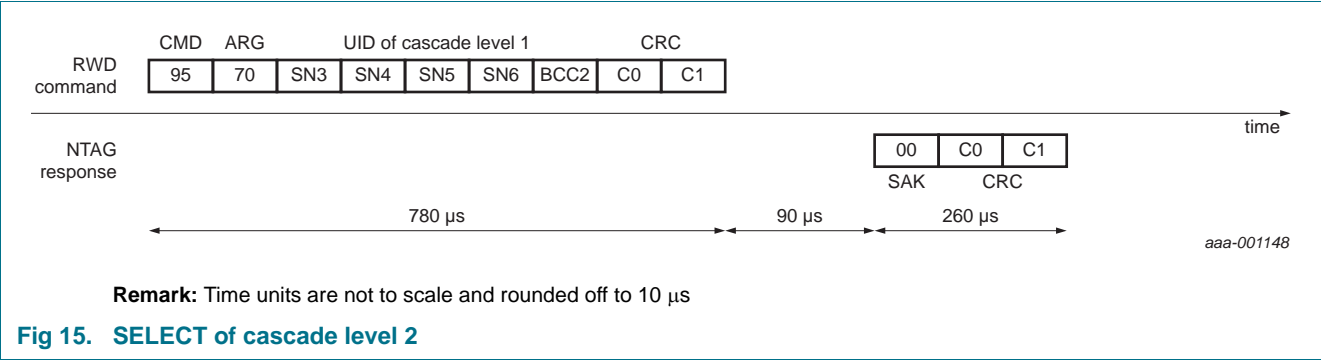 CMD ARG UID of cascade level 1 CRC
RWD command 95 70 SN3 SN4 SN5 SN6 BCC2 C0 C1
time
NTAG response 00 C0 C1
SAK CRC
780 µs 90 µs 260 µs
aaa-001148
Remark: Time units are not to scale and rounded off to 10 µs
Fig 15. SELECT of cascade level 2